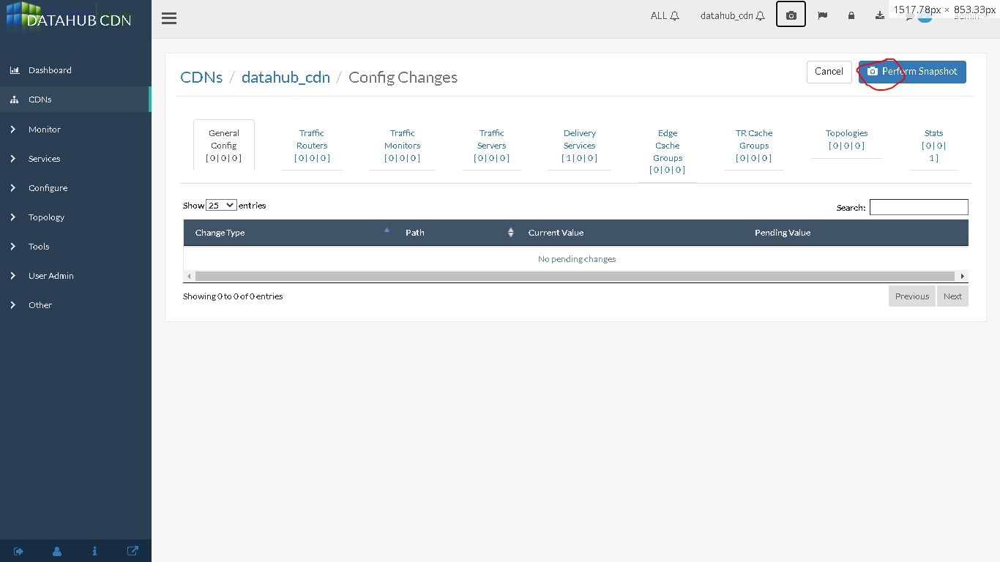 DATAHUB CDN
ALL
datahub_cdn
1517.78px × 853.33px
Dashboard
CDNs
Monitor
Services
Configure
Topology
Tools
User Admin
Other
CDNs / datahub_cdn / Config Changes
Cancel
Perform Snapshot
General
Config
[ 0 | 0 | 0 ]
Traffic
Routers
[ 0 | 0 | 0 ]
Traffic
Monitors
[ 0 | 0 | 0 ]
Traffic
Servers
[ 0 | 0 | 0 ]
Delivery
Services
[ 1 | 0 | 0 ]
Edge
Cache
Groups
[ 0 | 0 | 0 ]
TR Cache
Groups
[ 0 | 0 | 0 ]
Topologies
[ 0 | 0 | 0 ]
Stats
[ 0 | 0 |
1 ]
Show 25 entries
Search:
Change Type Path Current Value Pending Value
No pending changes
Showing 0 to 0 of 0 entries
Previous Next